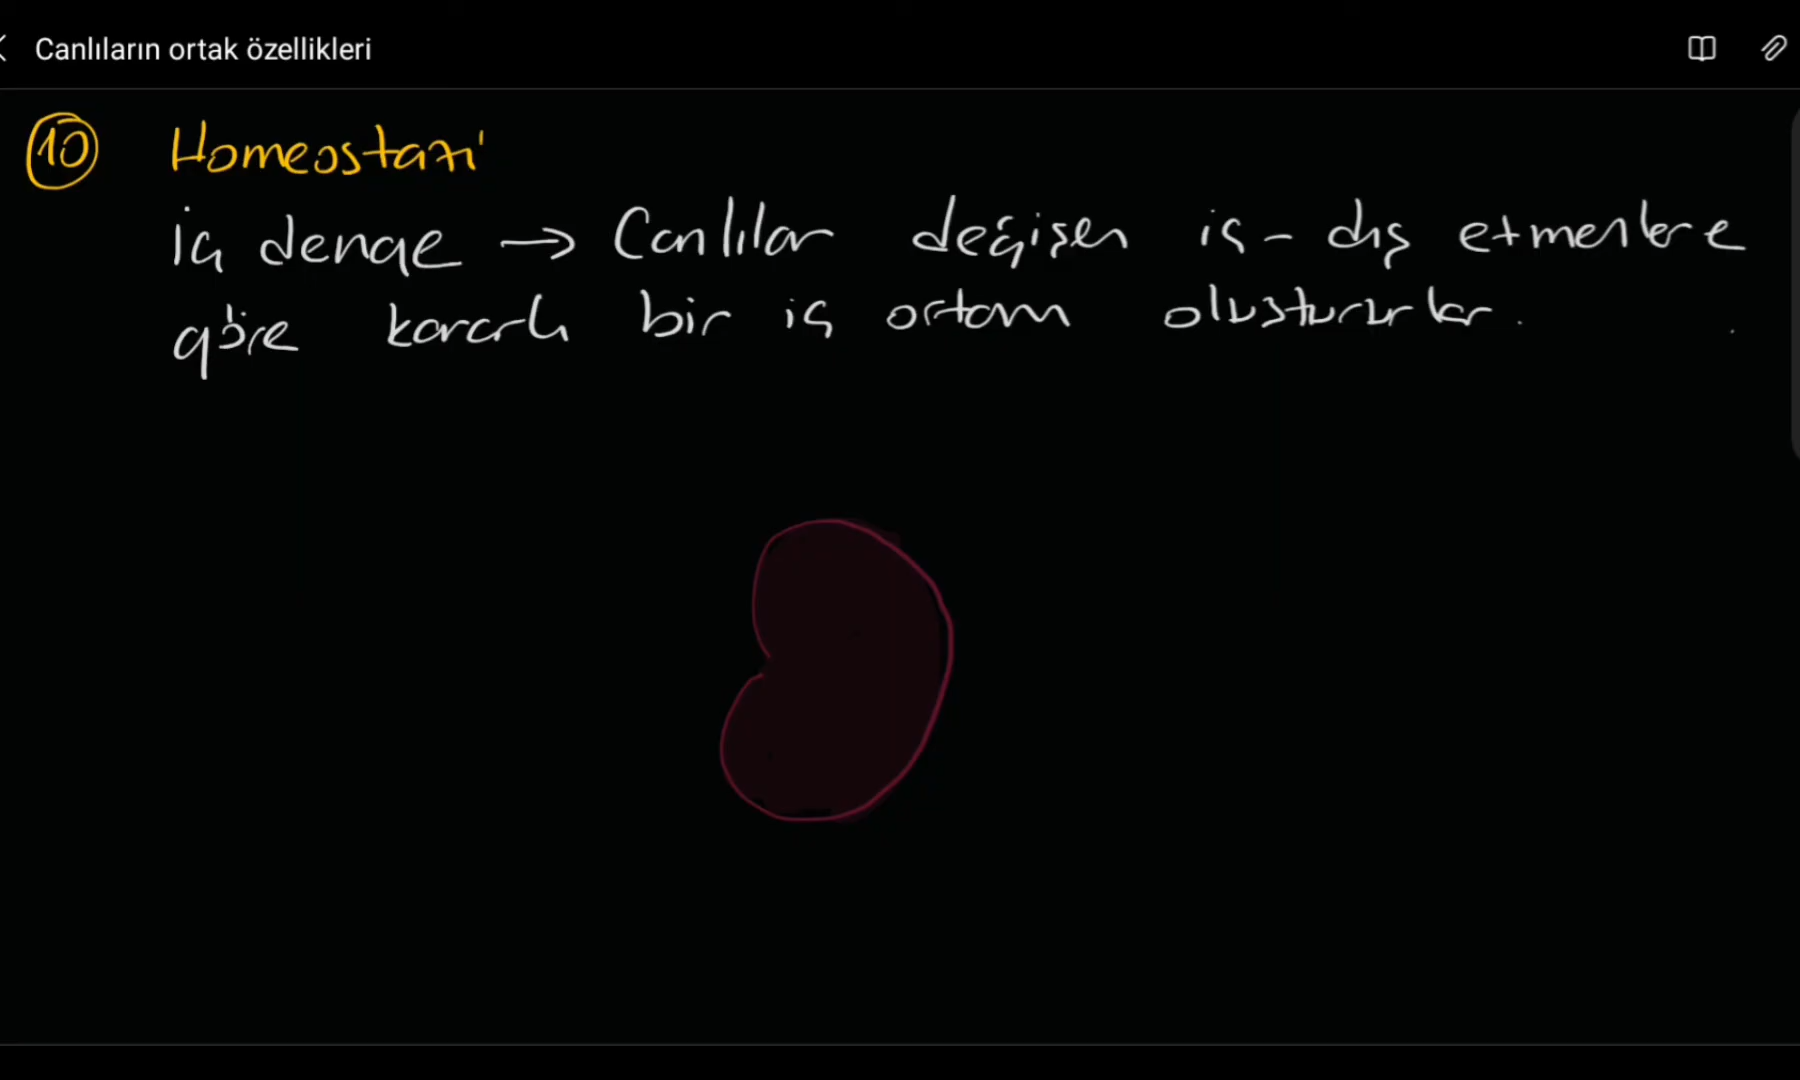 Canlıların ortak özellikleri
10 Homeostazi
İç denge → Canlılar değişen iç - dış etmenlere
göre kararlı bir iç ortam oluştururlar.